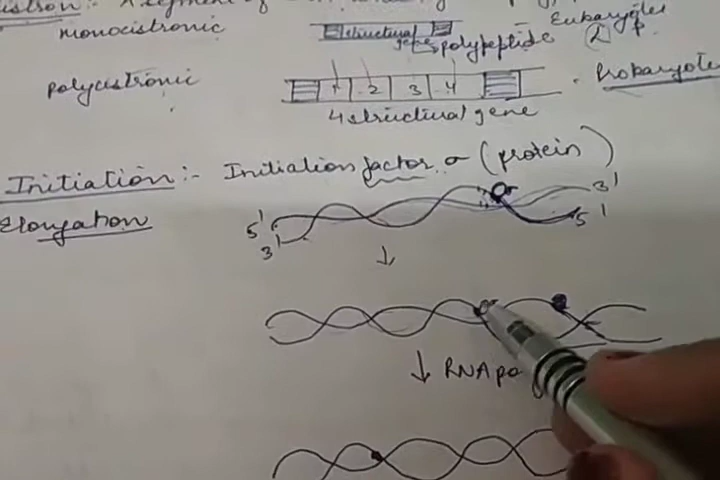 monocistronic
structural gene → polypeptide
Eukaryotes
polycistronic
1 2 3 4
Prokaryote
4 structural gene
Initiation :- Initiation factor σ (protein)
Elongation
σ
3'
5'
5'
3'
↓
σ
↓ RNA po